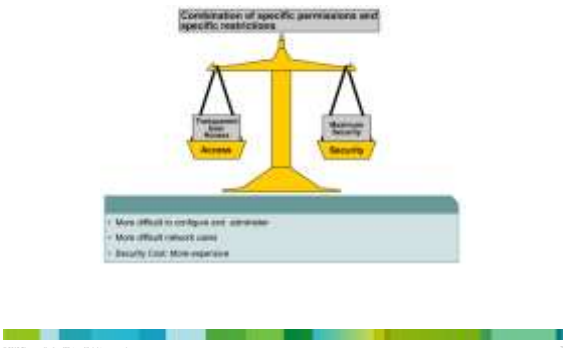 Combination of specific permissions and
specific restrictions
Transparent
User
Access
Maximum
Security
Access
Security
• More difficult to configure and administer
• More difficult network users
• Security Cost: More expensive